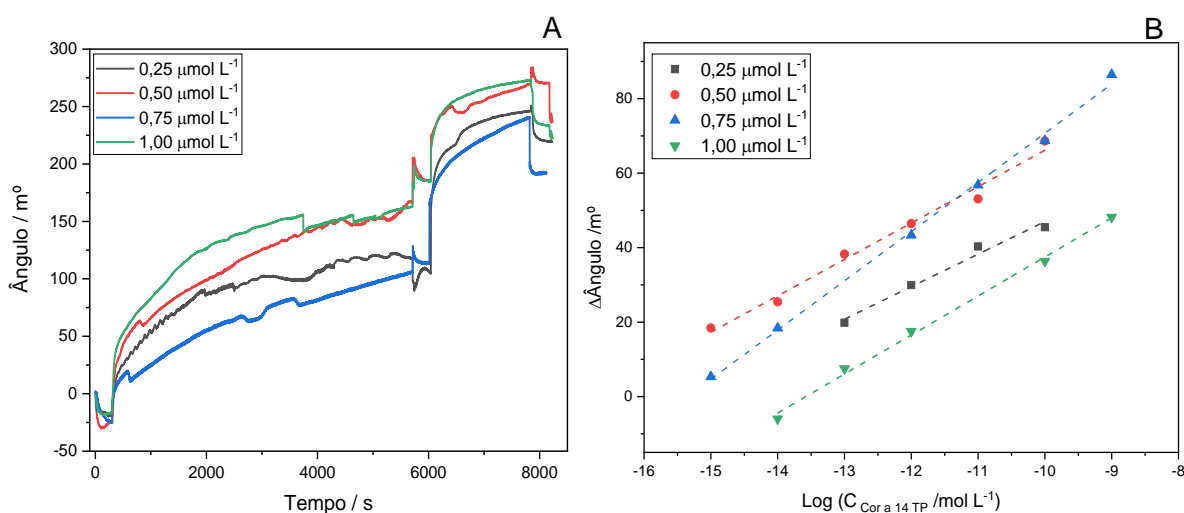 A
300
250
200
150
100
50
0
-50
Ângulo / mº
0,25 μmol L⁻¹
0,50 μmol L⁻¹
0,75 μmol L⁻¹
1,00 μmol L⁻¹
0 2000 4000 6000 8000
Tempo / s
B
80
60
40
20
0
ΔÂngulo /mº
0,25 μmol L⁻¹
0,50 μmol L⁻¹
0,75 μmol L⁻¹
1,00 μmol L⁻¹
-16 -15 -14 -13 -12 -11 -10 -9 -8
Log (C Cor a 14 TP /mol L⁻¹)